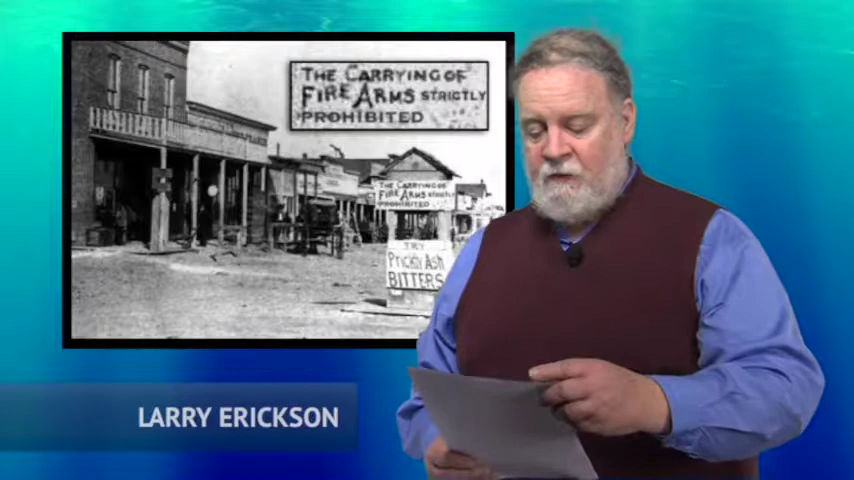 THE CARRYING OF
FIRE ARMS STRICTLY
PROHIBITED
THE CARRYING OF
FIRE ARMS STRICTLY
PROHIBITED
TRY
Prickly Ash
BITTERS
LARRY ERICKSON